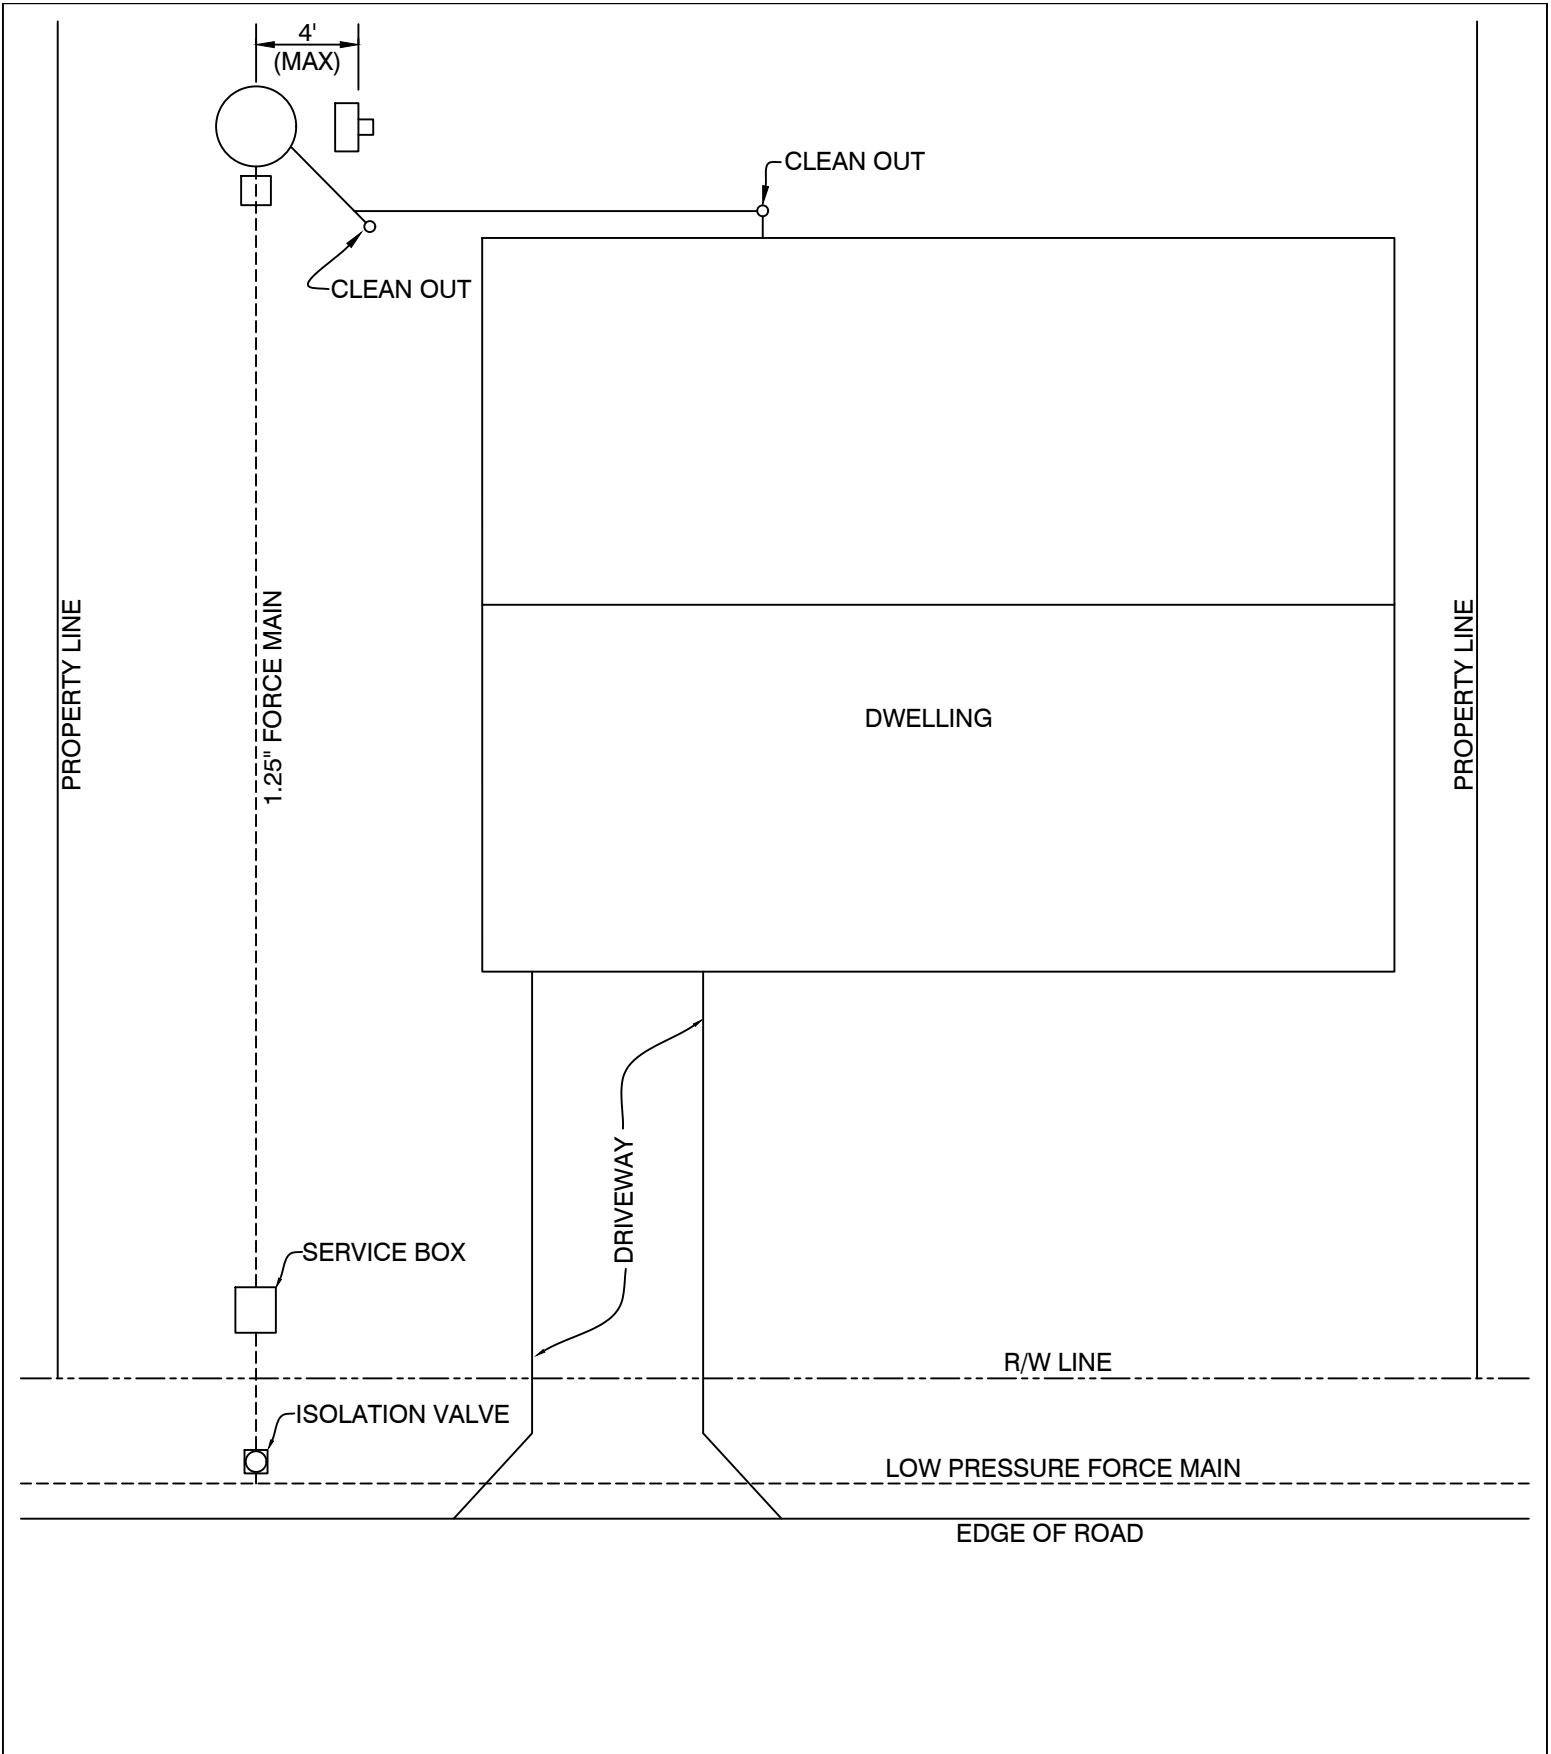 4'
(MAX)
CLEAN OUT
CLEAN OUT
PROPERTY LINE
1.25" FORCE MAIN
PROPERTY LINE
DWELLING
DRIVEWAY
SERVICE BOX
R/W LINE
ISOLATION VALVE
LOW PRESSURE FORCE MAIN
EDGE OF ROAD